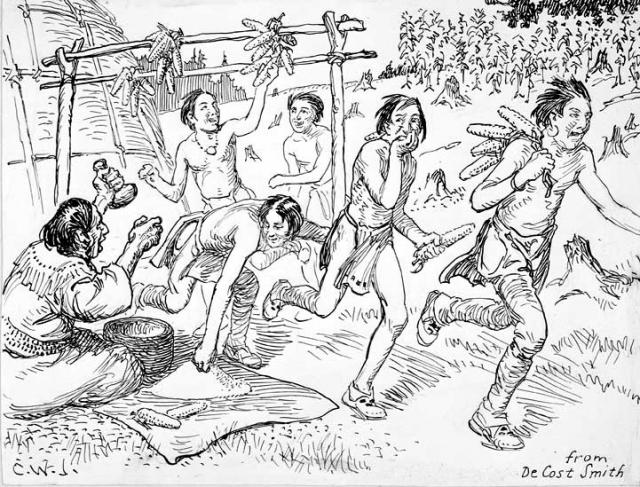 C.W.J.
from
De Cost Smith